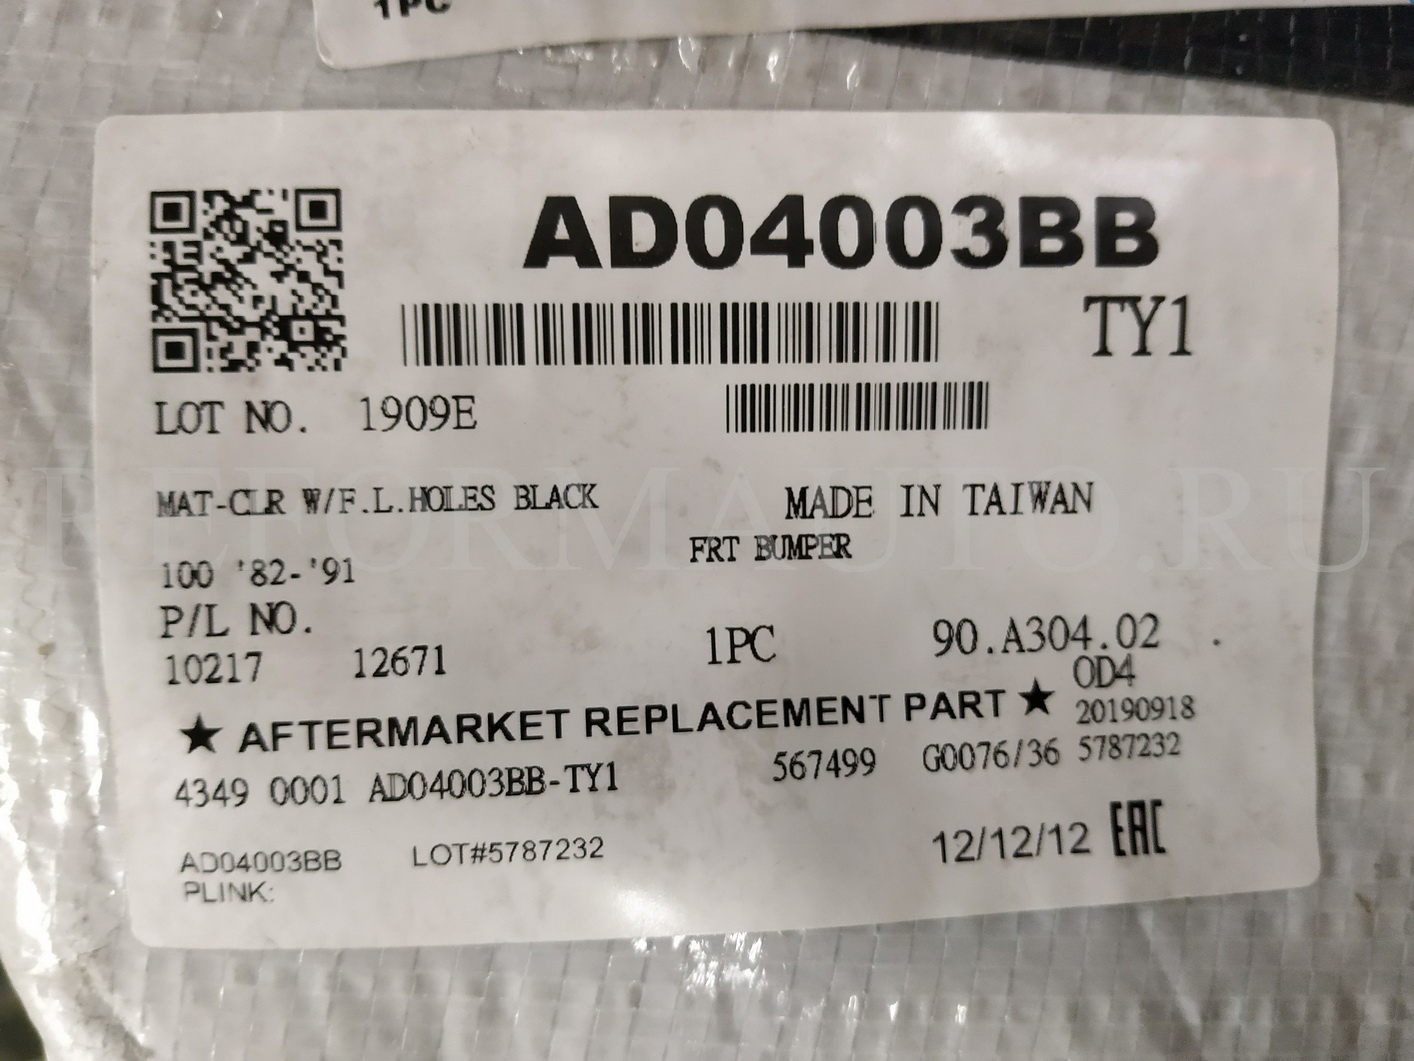 1PC
AD04003BB
TY1
LOT NO. 1909E
MAT-CLR W/F.L.HOLES BLACK MADE IN TAIWAN
FRT BUMPER
100 '82-'91
P/L NO.
10217 12671 1PC 90.A304.02 .
OD4
★ AFTERMARKET REPLACEMENT PART ★ 20190918
4349 0001 AD04003BB-TY1 567499 G0076/36 5787232
AD04003BB LOT#5787232 12/12/12 EAC
PLINK:
REFORMAUTO.RU